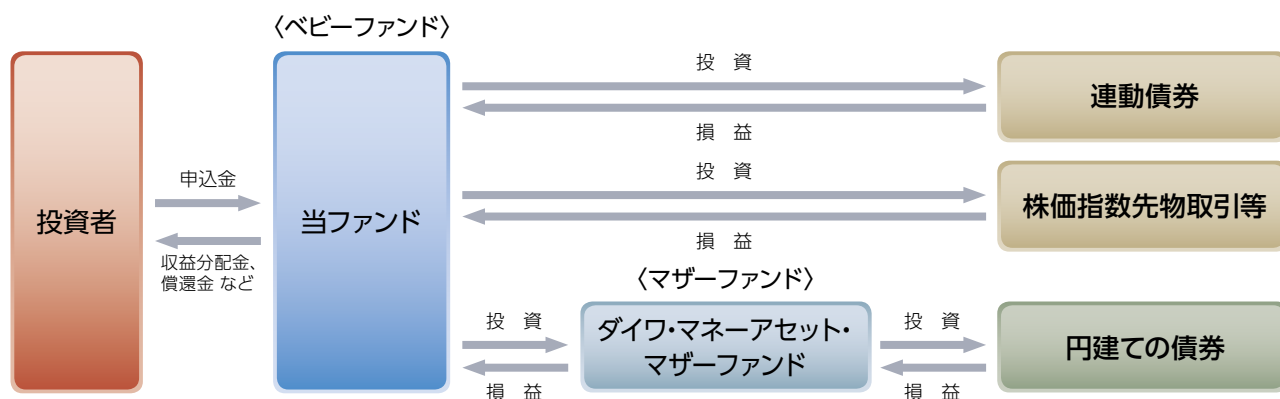 〈ベビーファンド〉
投資者
申込金
収益分配金、
償還金 など
当ファンド
投　資
損　益
連動債券
投　資
損　益
株価指数先物取引等
〈マザーファンド〉
投　資
損　益
ダイワ・マネーアセット・
マザーファンド
投　資
損　益
円建ての債券